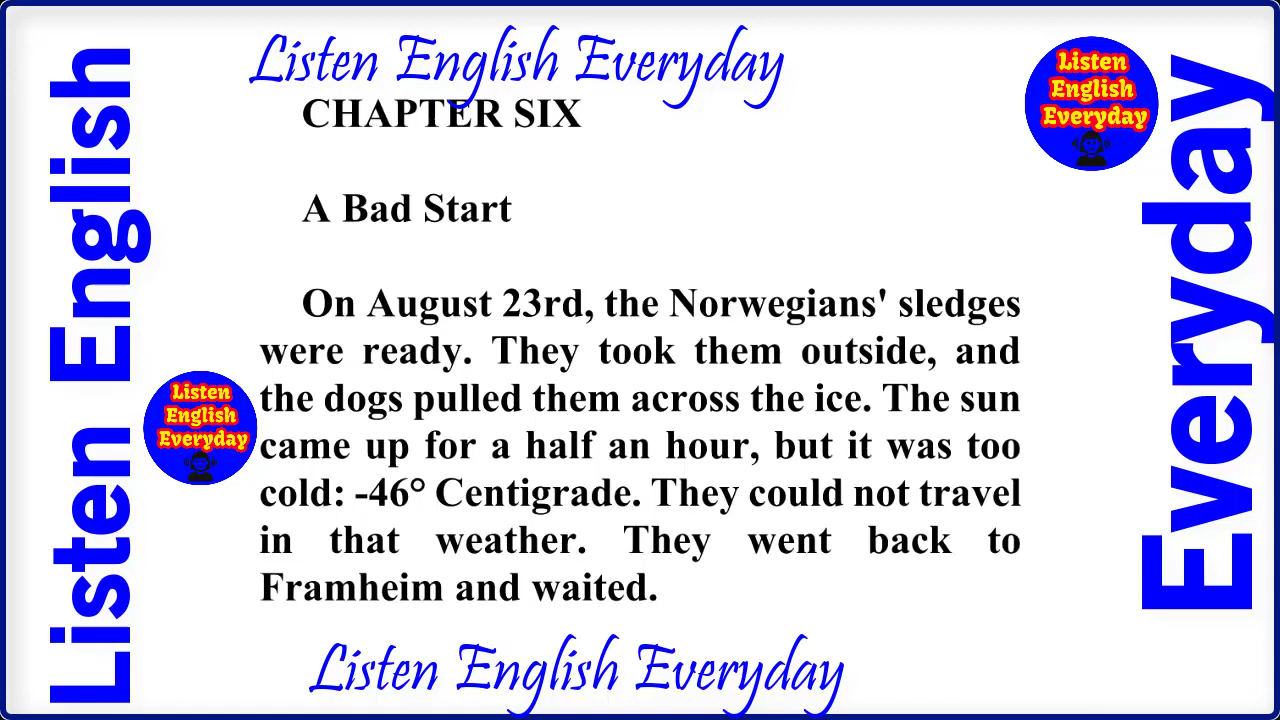 Listen English Everyday
CHAPTER SIX
A Bad Start
On August 23rd, the Norwegians' sledges
were ready. They took them outside, and
the dogs pulled them across the ice. The sun
came up for a half an hour, but it was too
cold: -46° Centigrade. They could not travel
in that weather. They went back to
Framheim and waited.
Listen English Everyday
Listen English
Everyday
Listen
English
Everyday
Listen
English
Everyday